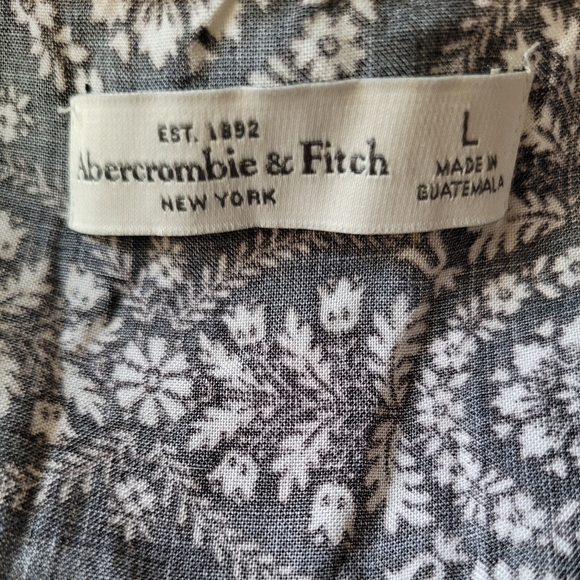 EST. 1892
Abercrombie & Fitch
NEW YORK
L
MADE IN
GUATEMALA